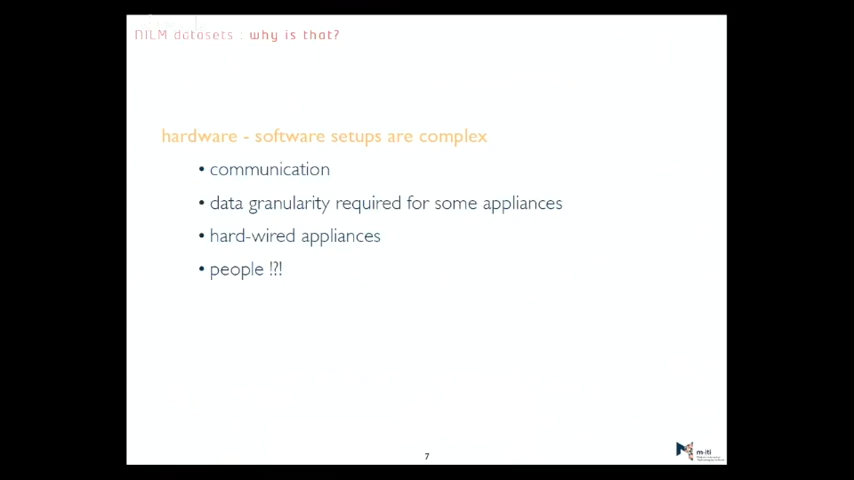 NILM datasets : why is that?
hardware - software setups are complex
• communication
• data granularity required for some appliances
• hard-wired appliances
• people !?!
7
m-iti